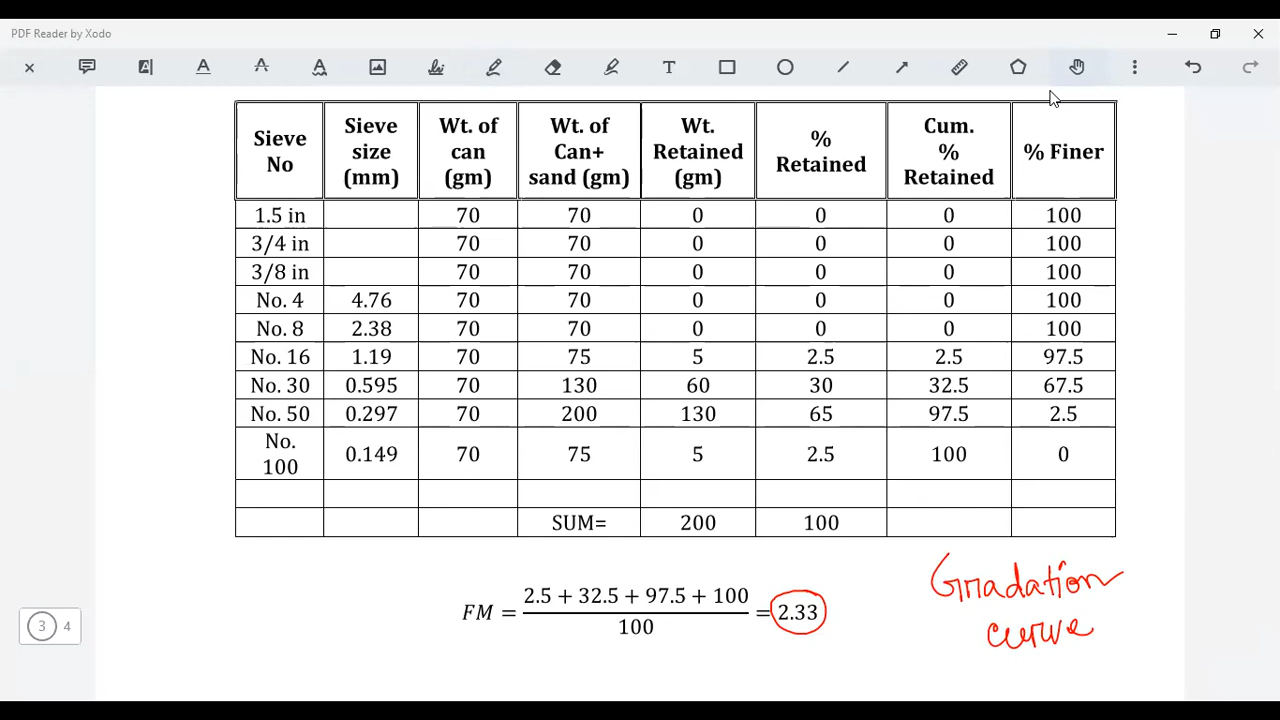 PDF Reader by Xodo
Sieve No | Sieve size (mm) | Wt. of can (gm) | Wt. of Can+ sand (gm) | Wt. Retained (gm) | % Retained | Cum. % Retained | % Finer
1.5 in | | 70 | 70 | 0 | 0 | 0 | 100
3/4 in | | 70 | 70 | 0 | 0 | 0 | 100
3/8 in | | 70 | 70 | 0 | 0 | 0 | 100
No. 4 | 4.76 | 70 | 70 | 0 | 0 | 0 | 100
No. 8 | 2.38 | 70 | 70 | 0 | 0 | 0 | 100
No. 16 | 1.19 | 70 | 75 | 5 | 2.5 | 2.5 | 97.5
No. 30 | 0.595 | 70 | 130 | 60 | 30 | 32.5 | 67.5
No. 50 | 0.297 | 70 | 200 | 130 | 65 | 97.5 | 2.5
No. 100 | 0.149 | 70 | 75 | 5 | 2.5 | 100 | 0
SUM= | 200 | 100
FM = (2.5 + 32.5 + 97.5 + 100) / 100 = 2.33
Gradation
curve
3 4